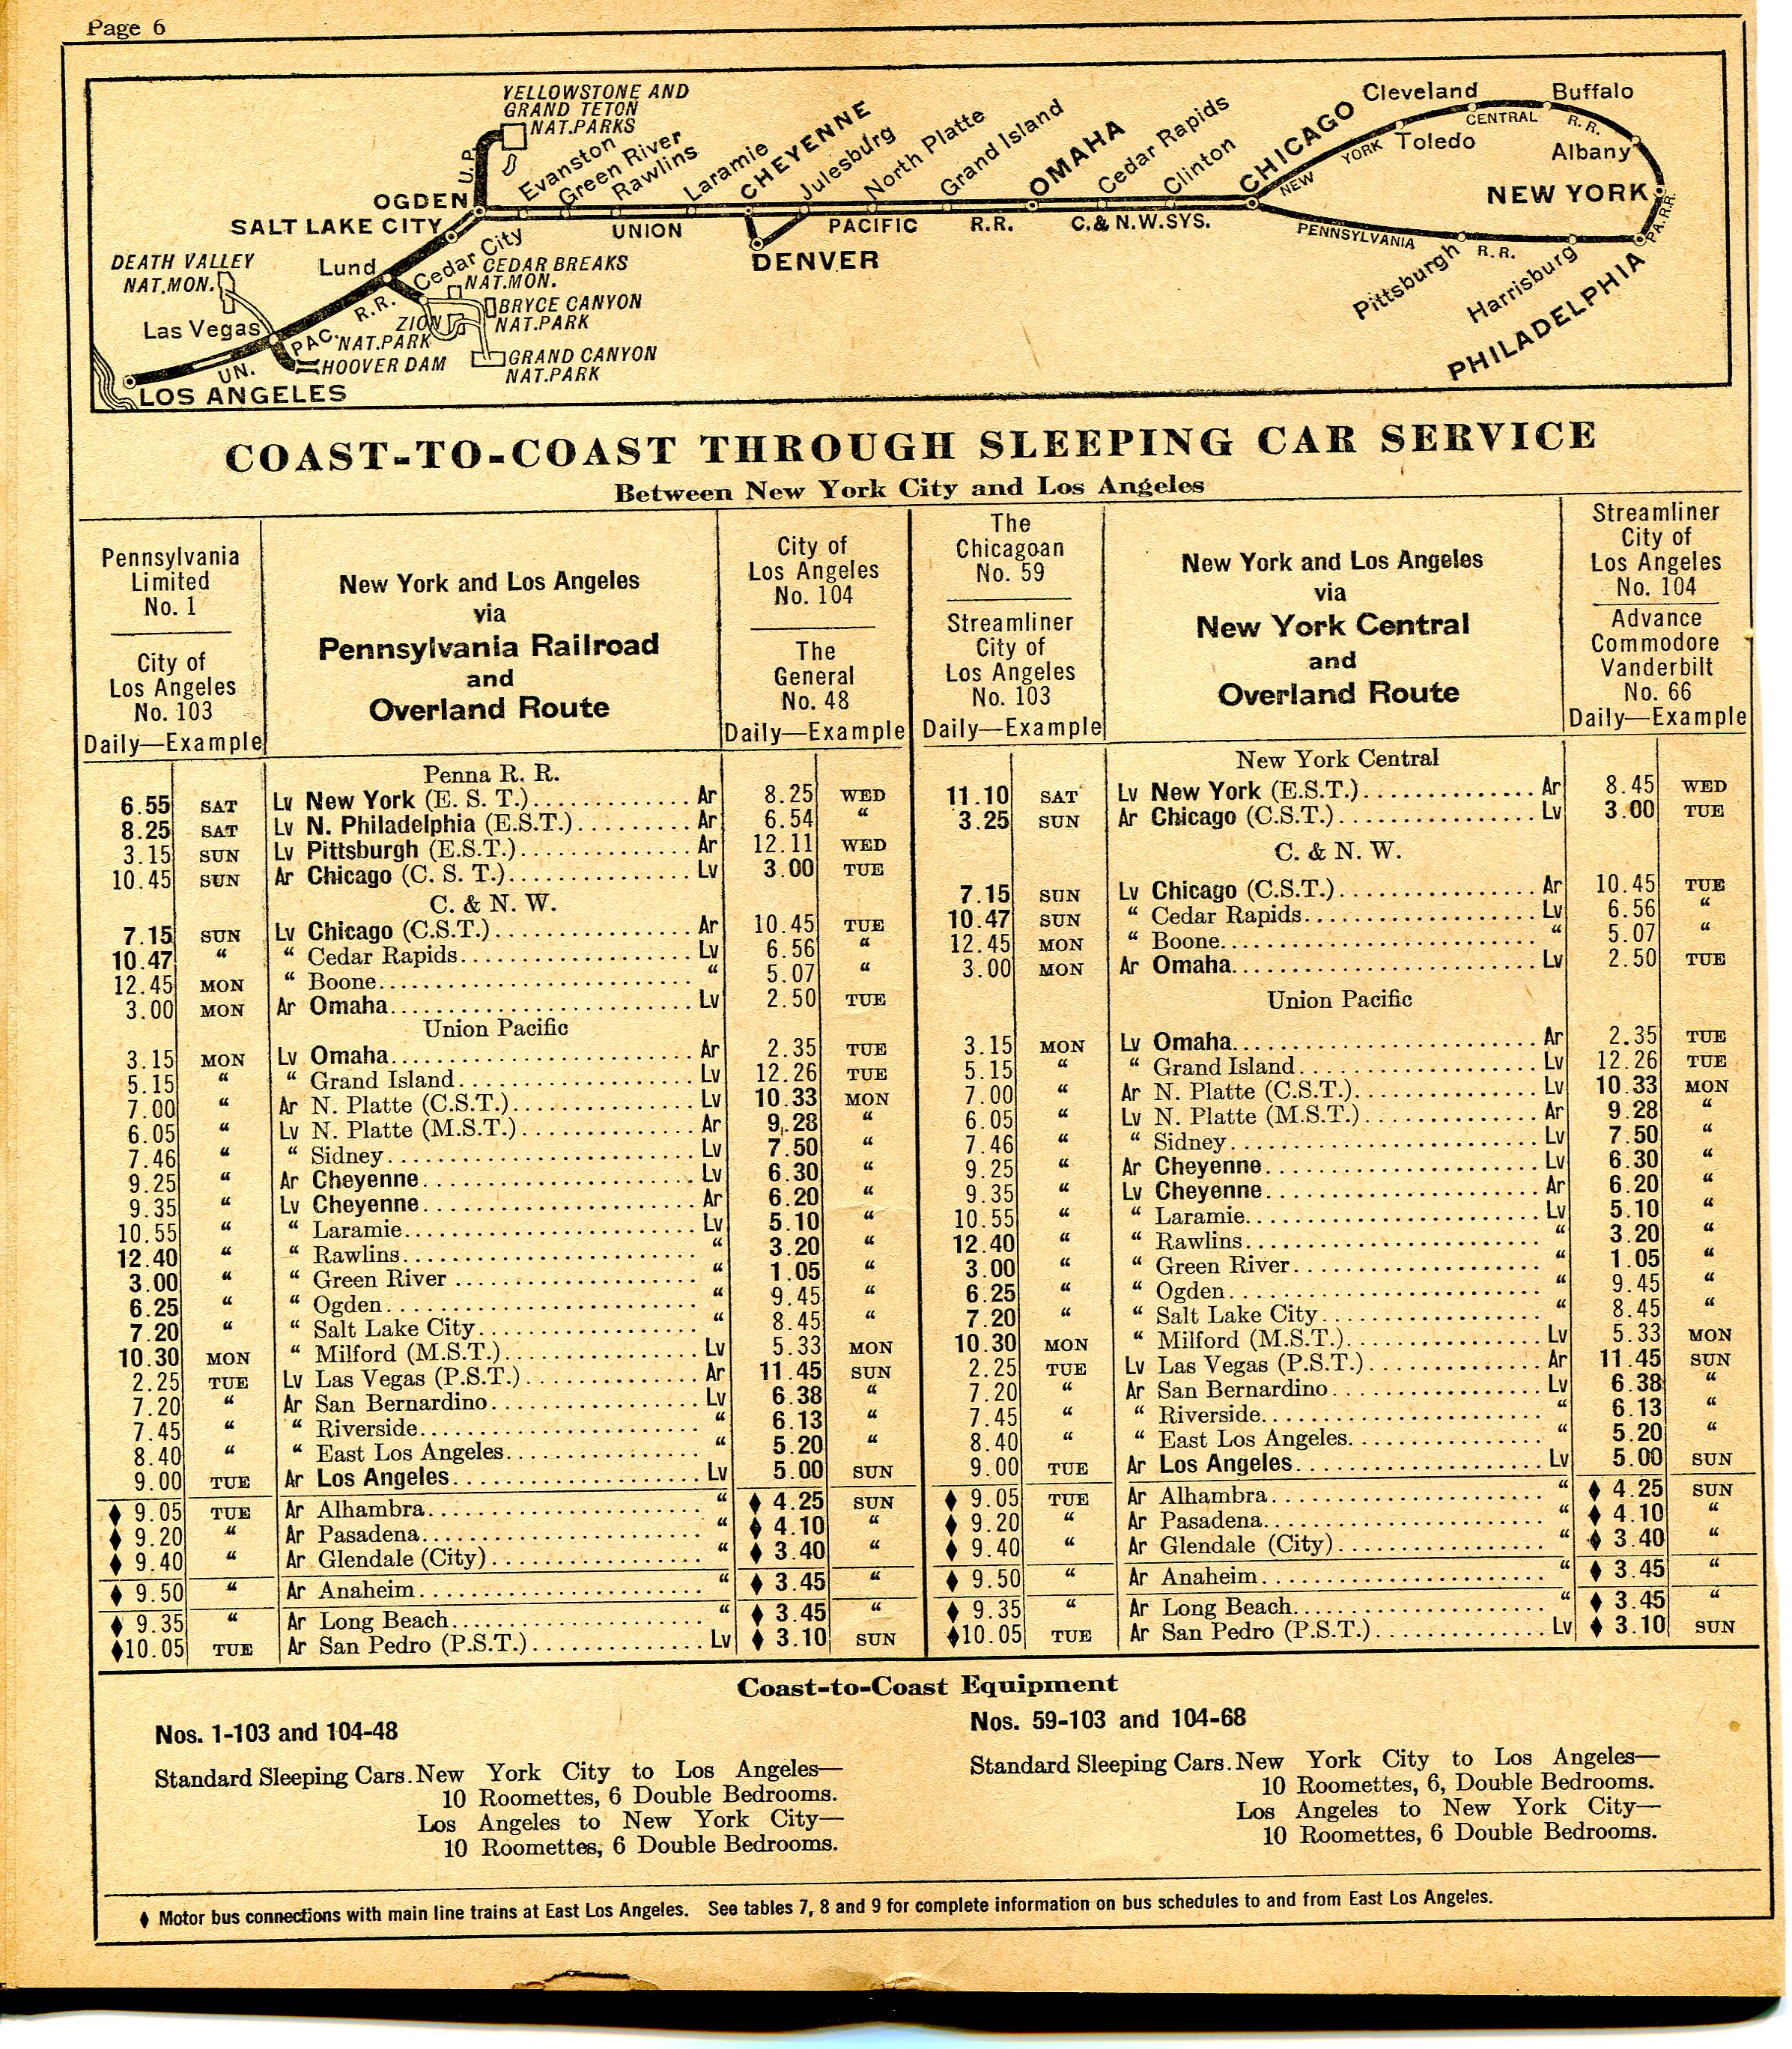 Page 6
YELLOWSTONE AND
GRAND TETON
NAT.PARKS
U.P.
OGDEN
SALT LAKE CITY
Evanston
Green River
Rawlins
Laramie
CHEYENNE
Julesburg
North Platte
Grand Island
OMAHA
Cedar Rapids
Clinton
CHICAGO
Cleveland
Buffalo
Toledo
Albany
NEW YORK CENTRAL R. R.
NEW YORK
PA. R.R.
UNION PACIFIC R.R. C.& N.W.SYS.
PENNSYLVANIA R. R.
DENVER
Pittsburgh
Harrisburg
PHILADELPHIA
DEATH VALLEY
NAT.MON.
Lund
Cedar City
CEDAR BREAKS
NAT.MON.
BRYCE CANYON
NAT.PARK
ZION
NAT.PARK
GRAND CANYON
NAT.PARK
Las Vegas
UN. PAC. R.R.
HOOVER DAM
LOS ANGELES
COAST-TO-COAST THROUGH SLEEPING CAR SERVICE
Between New York City and Los Angeles
Pennsylvania
Limited
No. 1
City of
Los Angeles
No. 103
Daily—Example
New York and Los Angeles
via
Pennsylvania Railroad
and
Overland Route
City of
Los Angeles
No. 104
The
General
No. 48
Daily—Example
Penna R. R.
6.55 SAT Lv New York (E. S. T.) Ar 8.25 WED
8.25 SAT Lv N. Philadelphia (E.S.T.) Ar 6.54 “
3.15 SUN Lv Pittsburgh (E.S.T.) Ar 12.11 WED
10.45 SUN Ar Chicago (C. S. T.) Lv 3.00 TUE
C. & N. W.
7.15 SUN Lv Chicago (C.S.T.) Ar 10.45 TUE
10.47 “ “ Cedar Rapids Lv 6.56 “
12.45 MON “ Boone “ 5.07 “
3.00 MON Ar Omaha Lv 2.50 TUE
Union Pacific
3.15 MON Lv Omaha Ar 2.35 TUE
5.15 “ “ Grand Island Lv 12.26 TUE
7.00 “ Ar N. Platte (C.S.T.) Lv 10.33 MON
6.05 “ Lv N. Platte (M.S.T.) Ar 9.28 “
7.46 “ “ Sidney Lv 7.50 “
9.25 “ Ar Cheyenne Lv 6.30 “
9.35 “ Lv Cheyenne Ar 6.20 “
10.55 “ “ Laramie Lv 5.10 “
12.40 “ “ Rawlins “ 3.20 “
3.00 “ “ Green River “ 1.05 “
6.25 “ “ Ogden “ 9.45 “
7.20 “ “ Salt Lake City “ 8.45 “
10.30 MON “ Milford (M.S.T.) Lv 5.33 MON
2.25 TUE Lv Las Vegas (P.S.T.) Ar 11.45 SUN
7.20 “ Ar San Bernardino Lv 6.38 “
7.45 “ “ Riverside “ 6.13 “
8.40 “ “ East Los Angeles “ 5.20 “
9.00 TUE Ar Los Angeles Lv 5.00 SUN
♦ 9.05 TUE Ar Alhambra “ ♦ 4.25 SUN
♦ 9.20 “ Ar Pasadena “ ♦ 4.10 “
♦ 9.40 “ Ar Glendale (City) “ ♦ 3.40 “
♦ 9.50 “ Ar Anaheim “ ♦ 3.45 “
♦ 9.35 “ Ar Long Beach “ ♦ 3.45 “
♦10.05 TUE Ar San Pedro (P.S.T.) Lv ♦ 3.10 SUN
The
Chicagoan
No. 59
Streamliner
City of
Los Angeles
No. 103
Daily—Example
New York and Los Angeles
via
New York Central
and
Overland Route
Streamliner
City of
Los Angeles
No. 104
Advance
Commodore
Vanderbilt
No. 66
Daily—Example
New York Central
11.10 SAT Lv New York (E.S.T.) Ar 8.45 WED
3.25 SUN Ar Chicago (C.S.T.) Lv 3.00 TUE
C. & N. W.
7.15 SUN Lv Chicago (C.S.T.) Ar 10.45 TUE
10.47 SUN “ Cedar Rapids Lv 6.56 “
12.45 MON “ Boone “ 5.07 “
3.00 MON Ar Omaha Lv 2.50 TUE
Union Pacific
3.15 MON Lv Omaha Ar 2.35 TUE
5.15 “ “ Grand Island Lv 12.26 TUE
7.00 “ Ar N. Platte (C.S.T.) Lv 10.33 MON
6.05 “ Lv N. Platte (M.S.T.) Ar 9.28 “
7.46 “ “ Sidney Lv 7.50 “
9.25 “ Ar Cheyenne Lv 6.30 “
9.35 “ Lv Cheyenne Ar 6.20 “
10.55 “ “ Laramie Lv 5.10 “
12.40 “ “ Rawlins “ 3.20 “
3.00 “ “ Green River “ 1.05 “
6.25 “ “ Ogden “ 9.45 “
7.20 “ “ Salt Lake City “ 8.45 “
10.30 MON “ Milford (M.S.T.) Lv 5.33 MON
2.25 TUE Lv Las Vegas (P.S.T.) Ar 11.45 SUN
7.20 “ Ar San Bernardino Lv 6.38 “
7.45 “ “ Riverside “ 6.13 “
8.40 “ “ East Los Angeles “ 5.20 “
9.00 TUE Ar Los Angeles Lv 5.00 SUN
♦ 9.05 TUE Ar Alhambra “ ♦ 4.25 SUN
♦ 9.20 “ Ar Pasadena “ ♦ 4.10 “
♦ 9.40 “ Ar Glendale (City) “ ♦ 3.40 “
♦ 9.50 “ Ar Anaheim “ ♦ 3.45 “
♦ 9.35 “ Ar Long Beach “ ♦ 3.45 “
♦10.05 TUE Ar San Pedro (P.S.T.) Lv ♦ 3.10 SUN
Coast-to-Coast Equipment
Nos. 1-103 and 104-48
Standard Sleeping Cars. New York City to Los Angeles—
10 Roomettes, 6 Double Bedrooms.
Los Angeles to New York City—
10 Roomettes, 6 Double Bedrooms.
Nos. 59-103 and 104-68
Standard Sleeping Cars. New York City to Los Angeles—
10 Roomettes, 6, Double Bedrooms.
Los Angeles to New York City—
10 Roomettes, 6 Double Bedrooms.
♦ Motor bus connections with main line trains at East Los Angeles. See tables 7, 8 and 9 for complete information on bus schedules to and from East Los Angeles.